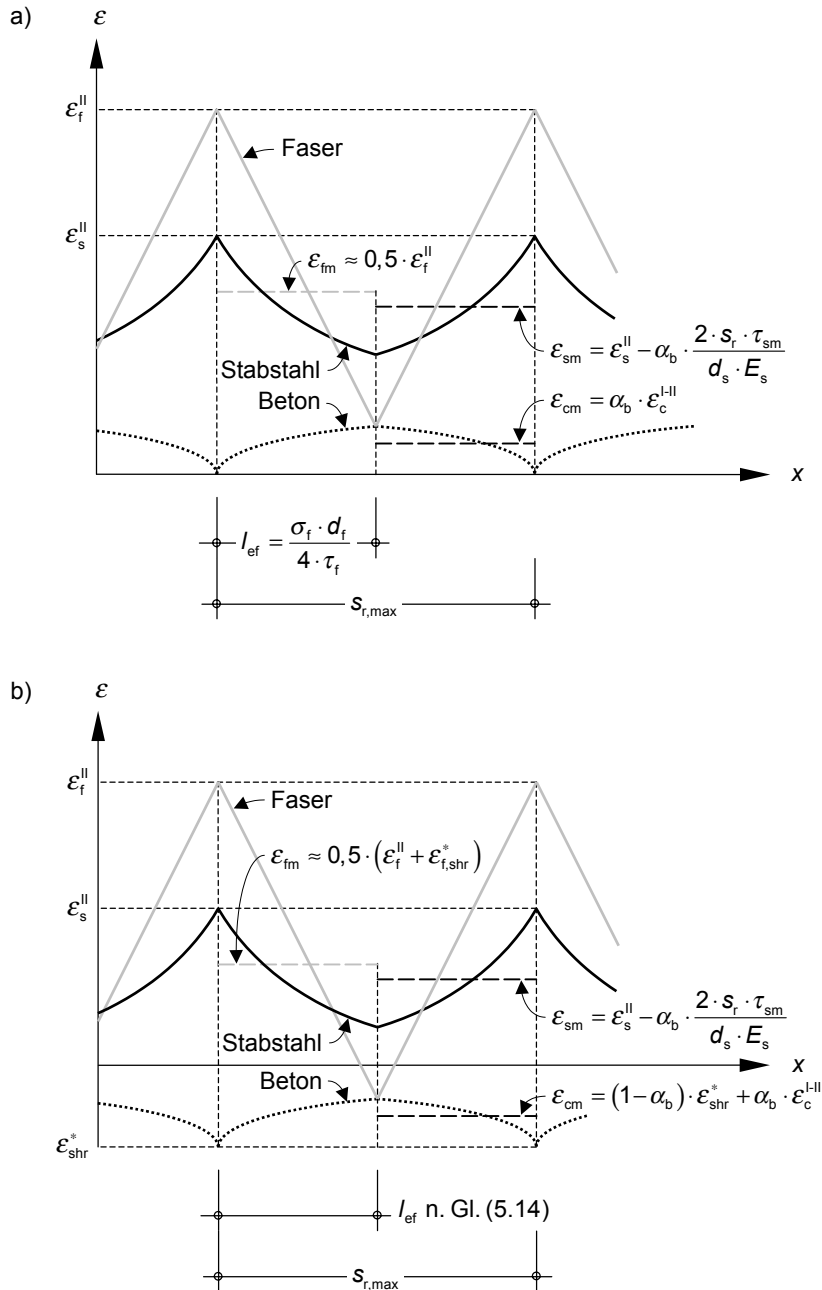 a)
ε
ε_f^II
Faser
ε_s^II
ε_fm ≈ 0,5 · ε_f^II
ε_sm = ε_s^II − α_b · (2 · s_r · τ_sm)/(d_s · E_s)
Stabstahl
Beton
ε_cm = α_b · ε_c^I-II
x
l_ef = (σ_f · d_f)/(4 · τ_f)
s_r,max
b)
ε
ε_f^II
Faser
ε_fm ≈ 0,5 · (ε_f^II + ε_f,shr^*)
ε_s^II
ε_sm = ε_s^II − α_b · (2 · s_r · τ_sm)/(d_s · E_s)
Stabstahl
x
Beton
ε_cm = (1−α_b) · ε_shr^* + α_b · ε_c^I-II
ε_shr^*
l_ef n. Gl. (5.14)
s_r,max